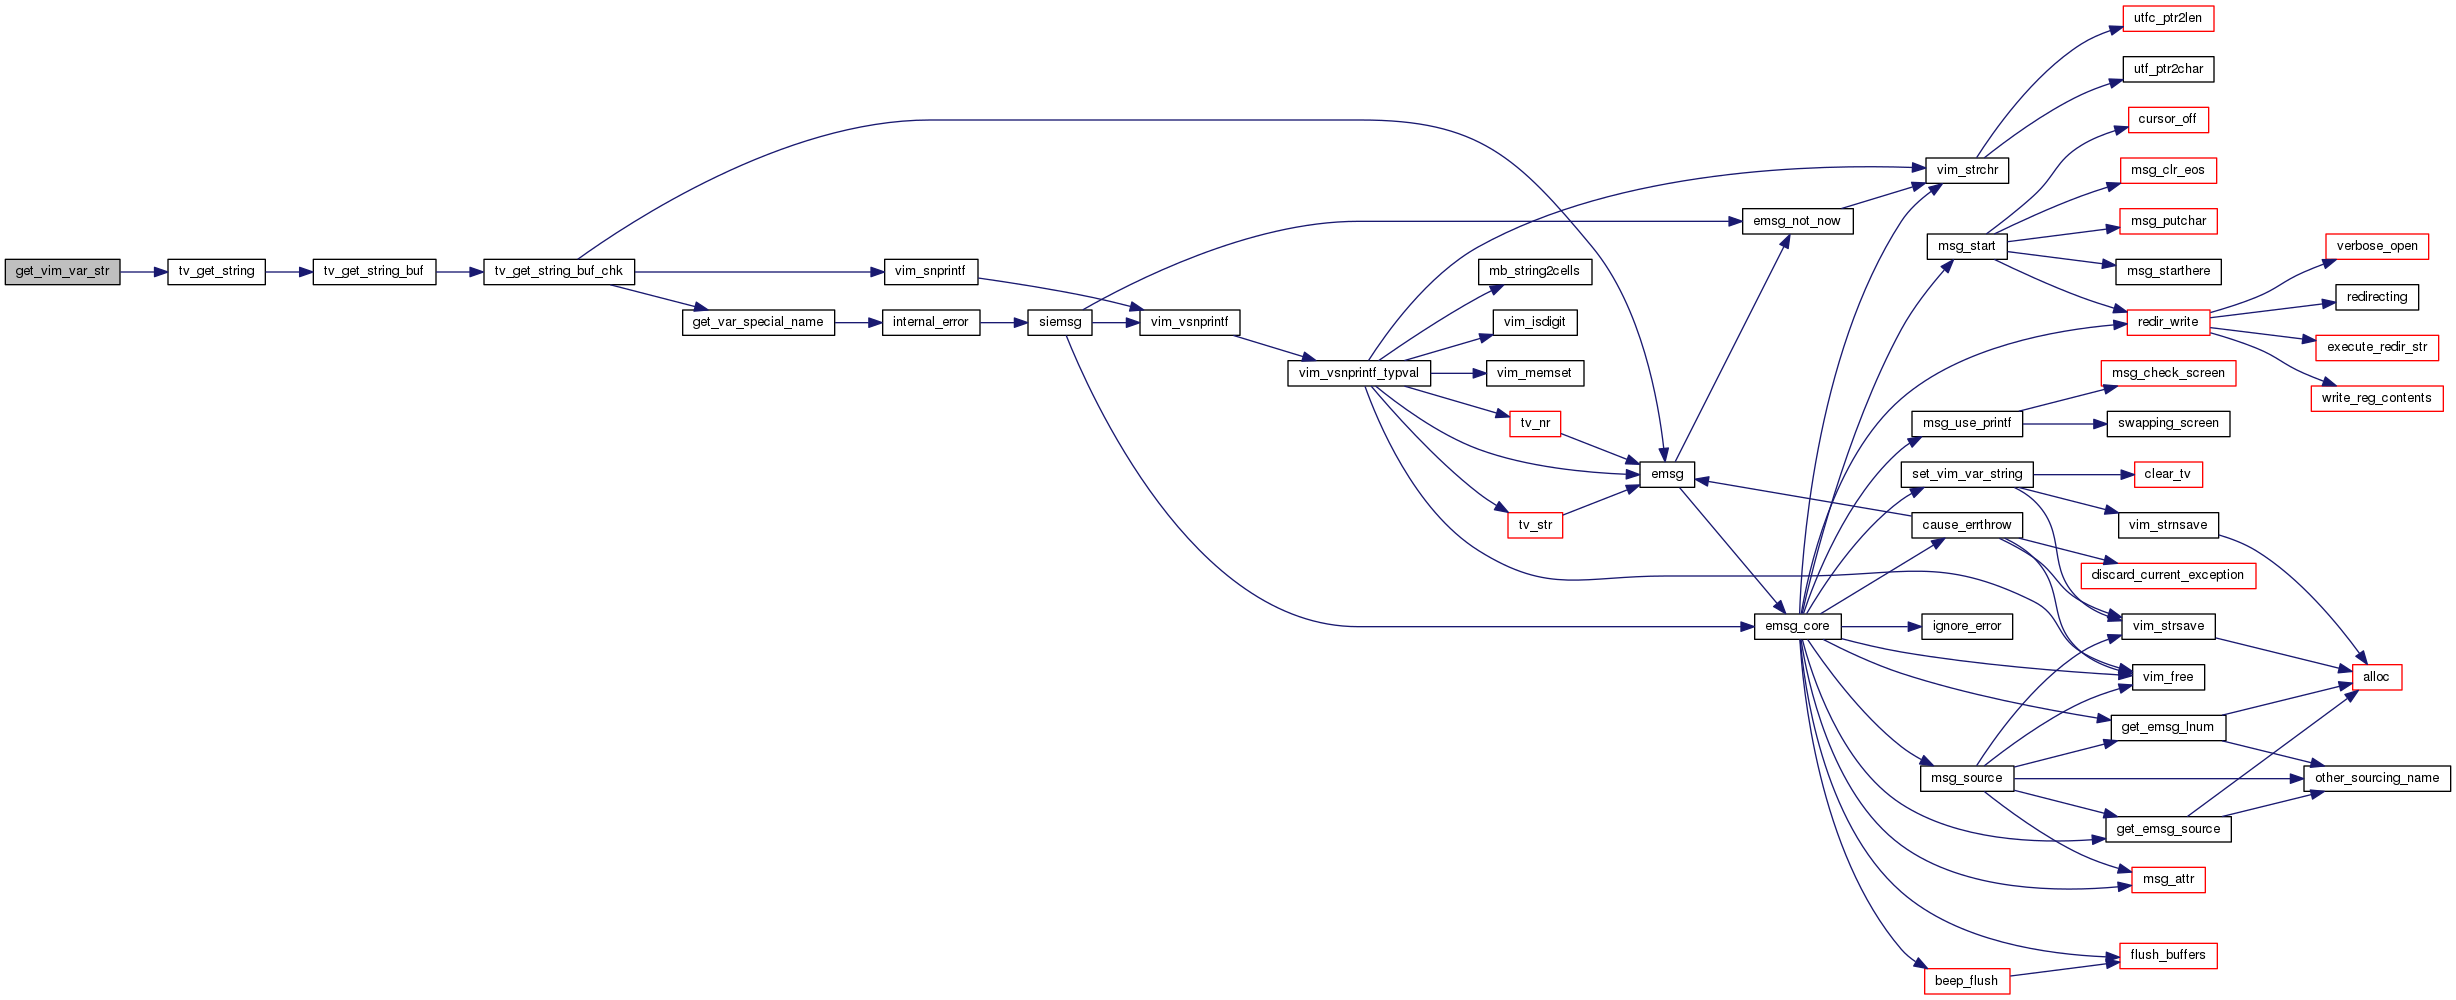 get_vim_var_str
tv_get_string
tv_get_string_buf
tv_get_string_buf_chk
vim_snprintf
get_var_special_name
internal_error
siemsg
vim_vsnprintf
vim_vsnprintf_typval
mb_string2cells
vim_isdigit
vim_memset
tv_nr
tv_str
emsg
emsg_not_now
emsg_core
vim_strchr
msg_start
msg_use_printf
set_vim_var_string
cause_errthrow
ignore_error
msg_source
beep_flush
utfc_ptr2len
utf_ptr2char
cursor_off
msg_clr_eos
msg_putchar
msg_starthere
redir_write
msg_check_screen
swapping_screen
clear_tv
vim_strnsave
discard_current_exception
vim_strsave
vim_free
get_emsg_lnum
get_emsg_source
msg_attr
flush_buffers
verbose_open
redirecting
execute_redir_str
write_reg_contents
alloc
other_sourcing_name